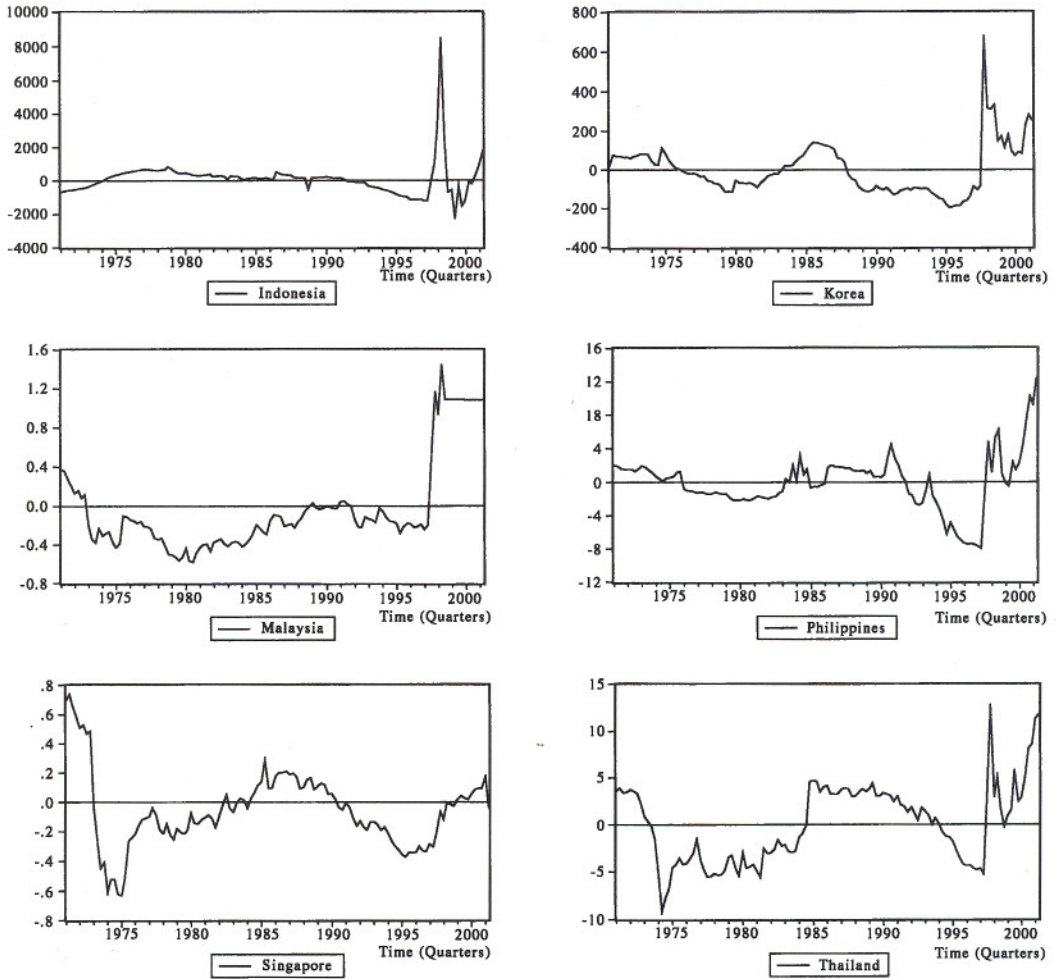 10000
8000
6000
4000
2000
0
-2000
-4000
1975 1980 1985 1990 1995 2000
Time (Quarters)
Indonesia
800
600
400
200
0
-200
-400
1975 1980 1985 1990 1995 2000
Time (Quarters)
Korea
1.6
1.2
0.4
0.0
-0.4
-0.8
1975 1980 1985 1990 1995 2000
Time (Quarters)
Malaysia
16
12
18
4
0
-4
-8
-12
1975 1980 1985 1990 1995 2000
Time (Quarters)
Philippines
.8
.6
.4
.2
.0
-.2
-.4
-.6
-.8
1975 1980 1985 1990 1995 2000
Time (Quarters)
Singapore
15
10
5
0
-5
-10
1975 1980 1985 1990 1995 2000
Time (Quarters)
Thailand